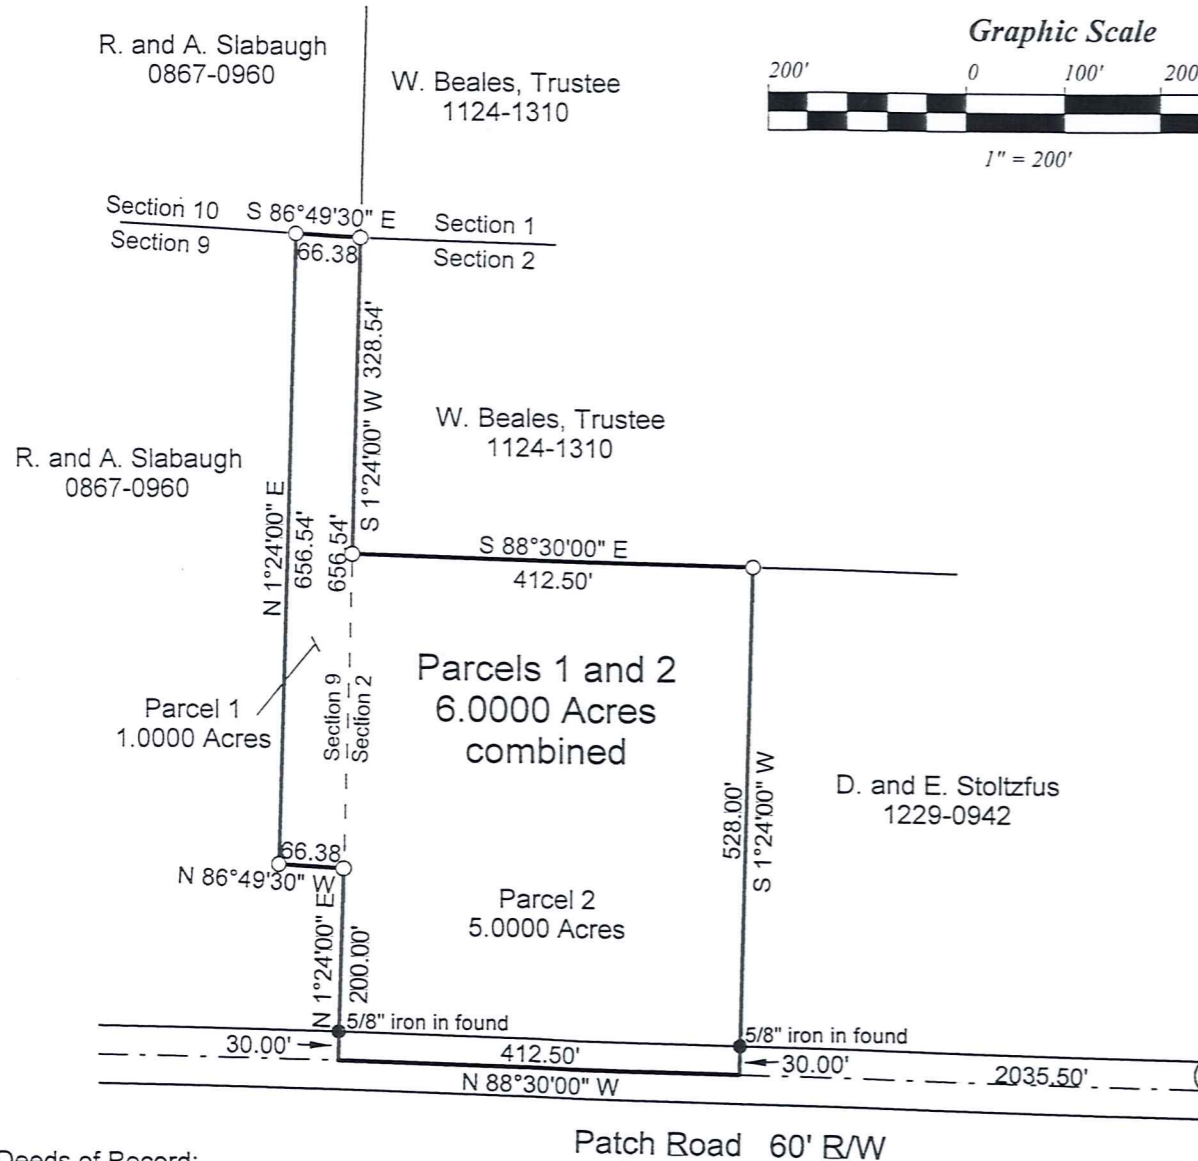 R. and A. Slabaugh
0867-0960
W. Beales, Trustee
1124-1310
Graphic Scale
200' 0 100' 200
1" = 200'
Section 10
S 86°49'30" E
Section 1
Section 9
66.38
Section 2
S 1°24'00" W 328.54'
W. Beales, Trustee
1124-1310
R. and A. Slabaugh
0867-0960
N 1°24'00" E
656.54'
656.54'
S 88°30'00" E
412.50'
Parcels 1 and 2
6.0000 Acres
combined
Parcel 1
1.0000 Acres
Section 9
Section 2
528.00'
S 1°24'00" W
D. and E. Stoltzfus
1229-0942
66.38
N 86°49'30" W
Parcel 2
5.0000 Acres
N 1°24'00" E
200.00'
5/8" iron in found
5/8" iron in found
30.00'
412.50'
30.00'
N 88°30'00" W
2035.50'
Patch Road 60' R/W
Deeds of Record: